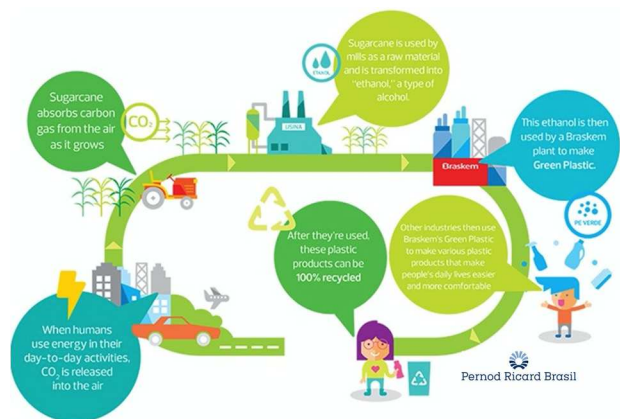 Sugarcane
absorbs carbon
gas from the air
as it grows
CO2
ETHANOL
Sugarcane is used by
mills as a raw material
and is transformed into
"ethanol," a type of
alcohol.
USINA
Braskem
This ethanol is then
used by a Braskem
plant to make
Green Plastic.
PE VERDE
Other industries then use
Braskem's Green Plastic
to make various plastic
products that make
people's daily lives easier
and more comfortable
After they're used,
these plastic
products can be
100% recycled
When humans
use energy in their
day-to-day activities,
CO2 is released
into the air
Pernod Ricard Brasil